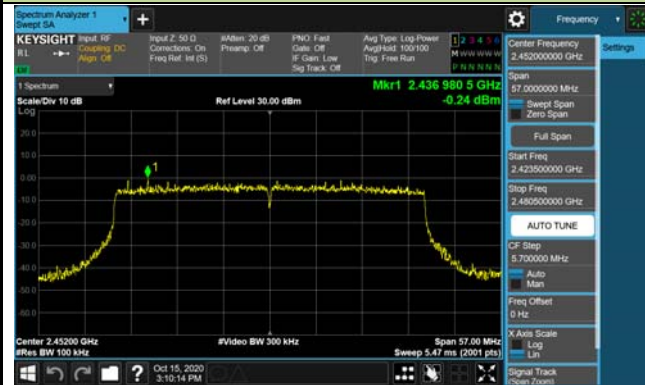 Spectrum Analyzer 1
Swept SA
Frequency
KEYSIGHT
Input: RF
Coupling: DC
Align: Off
Input Z: 50 Ω
Corrections: On
Freq Ref: Int (S)
#Atten: 20 dB
Preamp: Off
PNO: Fast
Gate: Off
IF Gain: Low
Sig Track: Off
Avg Type: Log-Power
Avg|Hold: 100/100
Trig: Free Run
1 2 3 4 5 6
M W W W W W
P N N N N N
RL
LXI
1 Spectrum
Scale/Div 10 dB
Log
Ref Level 30.00 dBm
Mkr1 2.436 980 5 GHz
-0.24 dBm
20.0
10.0
0.00
-10.0
-20.0
-30.0
-40.0
-50.0
-60.0
1
Center 2.45200 GHz
#Res BW 100 kHz
#Video BW 300 kHz
Span 57.00 MHz
Sweep 5.47 ms (2001 pts)
Oct 15, 2020
3:10:14 PM
Center Frequency
2.452000000 GHz
Settings
Span
57.0000000 MHz
Swept Span
Zero Span
Full Span
Start Freq
2.423500000 GHz
Stop Freq
2.480500000 GHz
AUTO TUNE
CF Step
5.700000 MHz
Auto
Man
Freq Offset
0 Hz
X Axis Scale
Log
Lin
Signal Track
(Span Zoom)